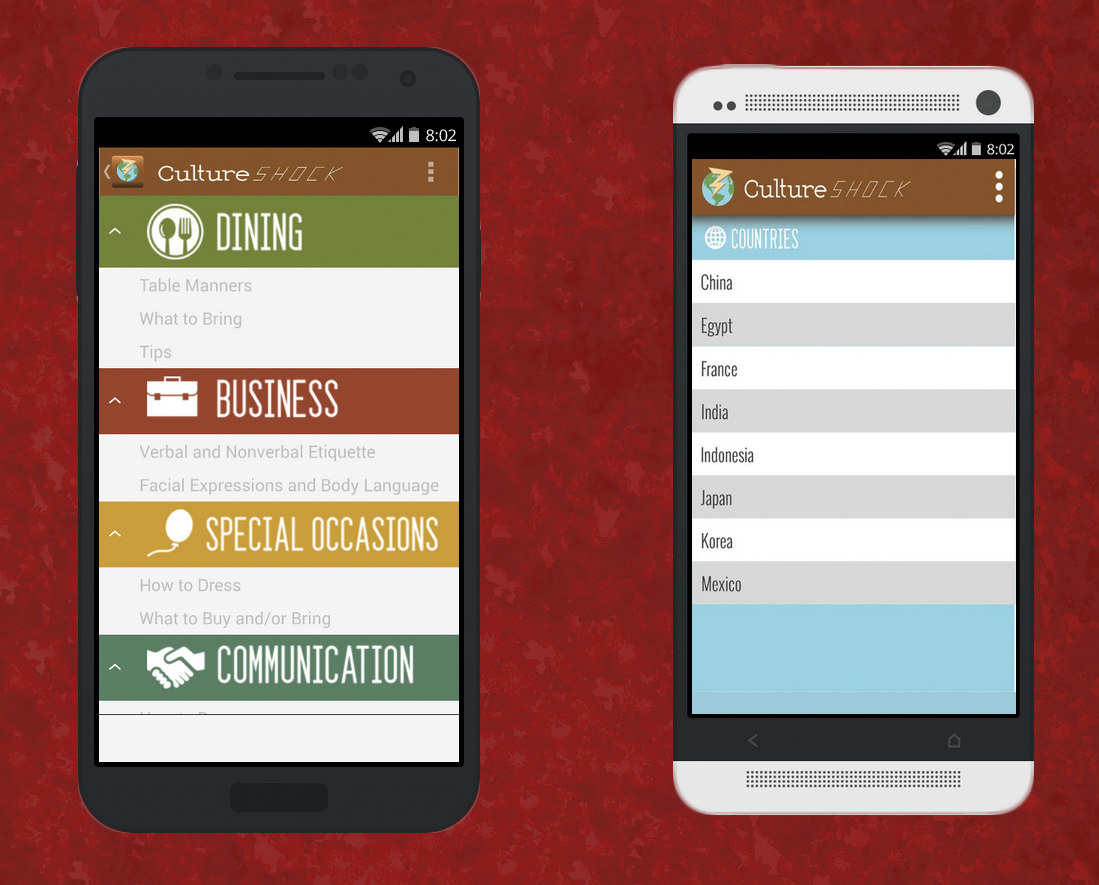 8:02
Culture SHOCK
DINING
Table Manners
What to Bring
Tips
BUSINESS
Verbal and Nonverbal Etiquette
Facial Expressions and Body Language
SPECIAL OCCASIONS
How to Dress
What to Buy and/or Bring
COMMUNICATION
8:02
Culture SHOCK
COUNTRIES
China
Egypt
France
India
Indonesia
Japan
Korea
Mexico